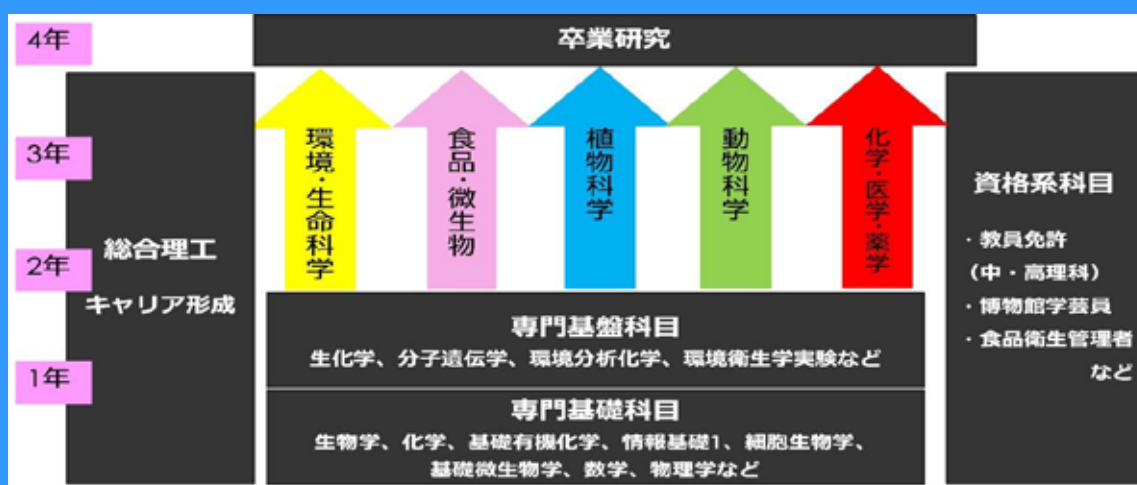 4年
卒業研究
3年
2年
1年
総合理工
キャリア形成
環境・生命科学
食品・微生物
植物科学
動物科学
化学・医学・薬学
資格系科目
・教員免許
（中・高理科）
・博物館学芸員
・食品衛生管理者
など
専門基盤科目
生化学、分子遺伝学、環境分析化学、環境衛生学実験など
専門基礎科目
生物学、化学、基礎有機化学、情報基礎1、細胞生物学、
基礎微生物学、数学、物理学など